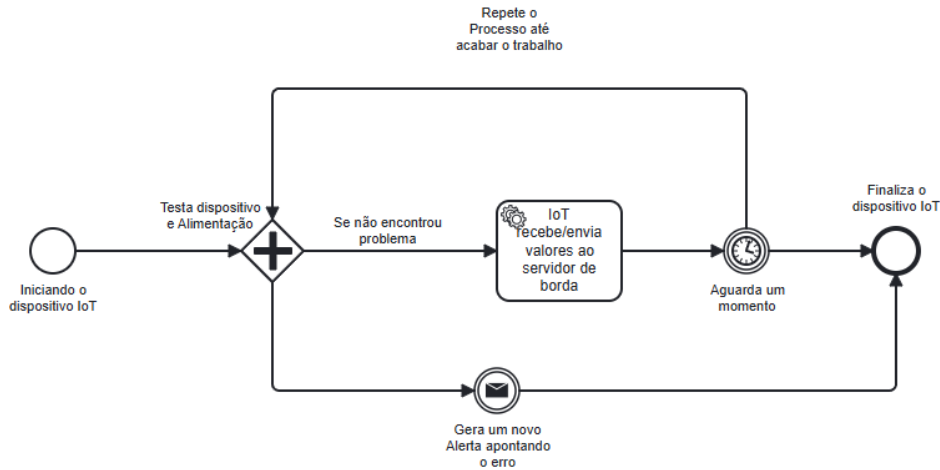 Repete o
Processo até
acabar o trabalho
Testa dispositivo
e Alimentação
Se não encontrou
problema
IoT
recebe/envia
valores ao
servidor de
borda
Finaliza o
dispositivo IoT
Iniciando o
dispositivo IoT
Aguarda um
momento
Gera um novo
Alerta apontando
o erro